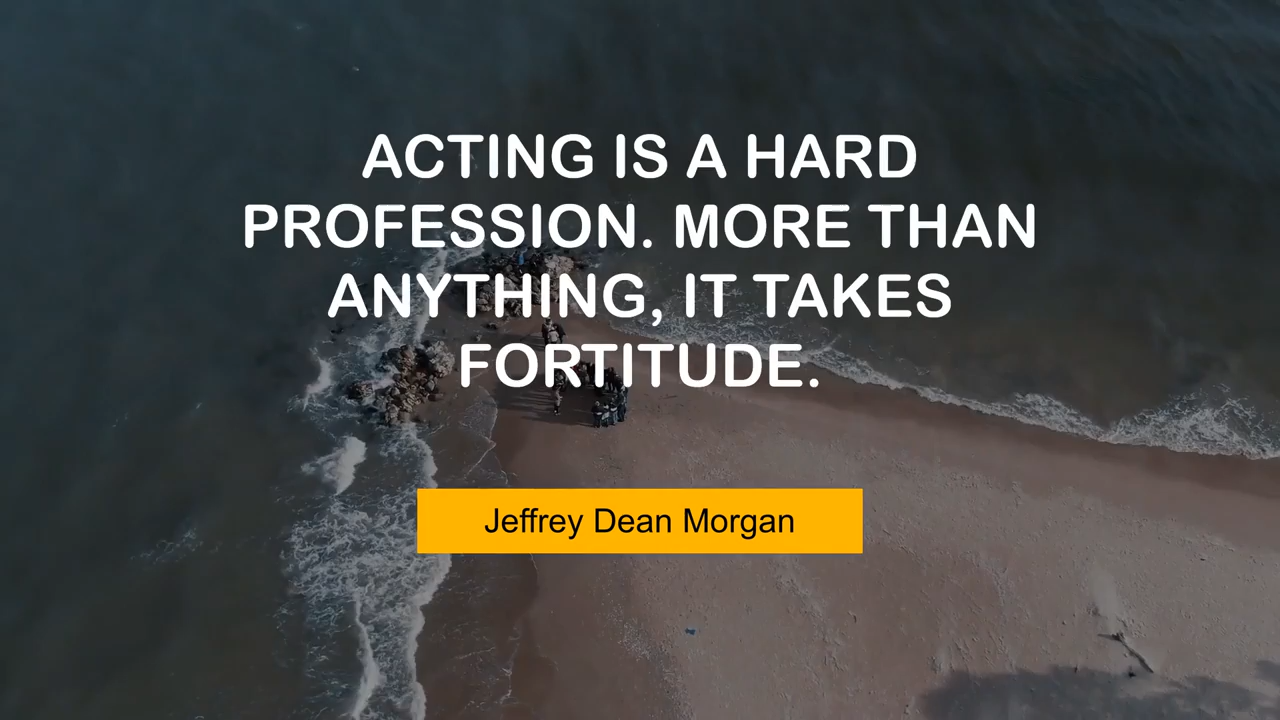 ACTING IS A HARD
PROFESSION. MORE THAN
ANYTHING, IT TAKES
FORTITUDE.
Jeffrey Dean Morgan